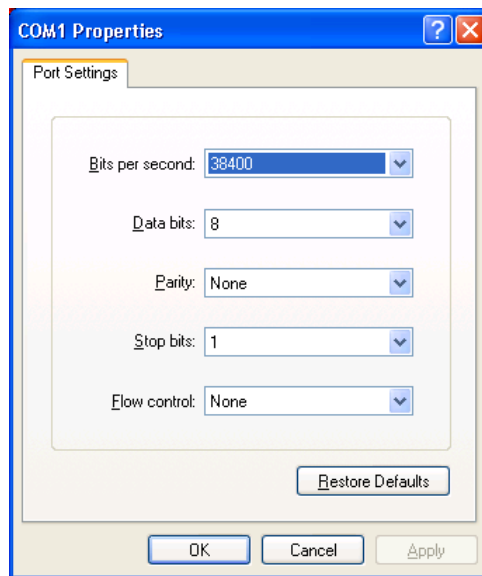 COM1 Properties
Port Settings
Bits per second: 38400
Data bits: 8
Parity: None
Stop bits: 1
Flow control: None
Restore Defaults
OK Cancel Apply